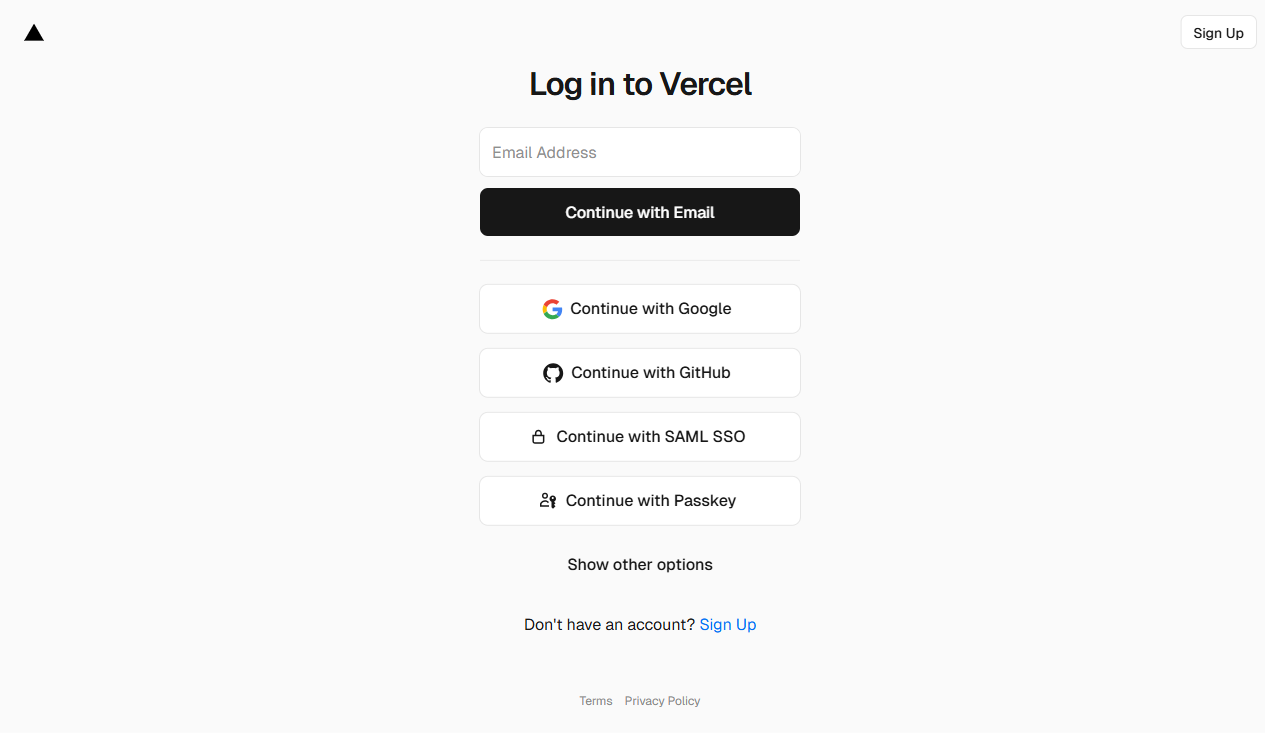 Sign Up
Log in to Vercel
Email Address
Continue with Email
Continue with Google
Continue with GitHub
Continue with SAML SSO
Continue with Passkey
Show other options
Don't have an account? Sign Up
Terms Privacy Policy